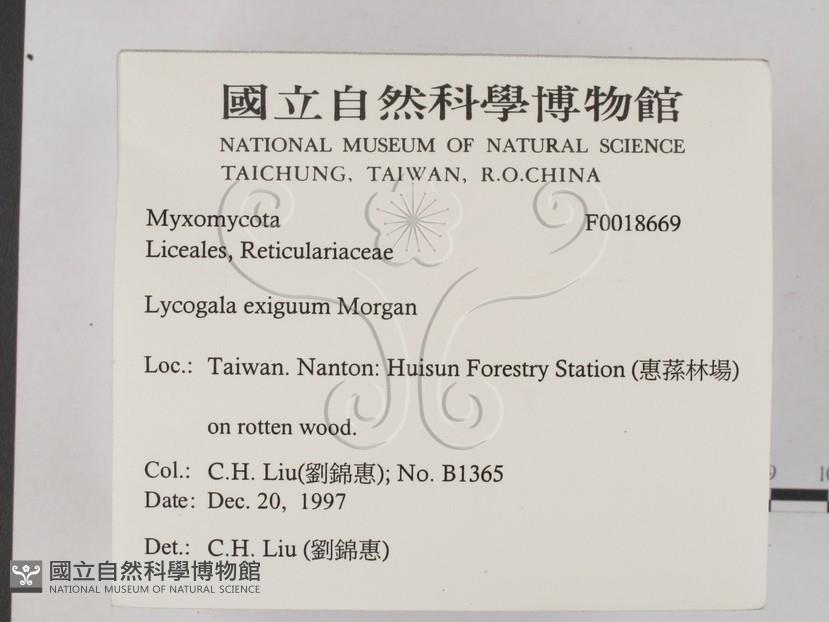 國立自然科學博物館
NATIONAL MUSEUM OF NATURAL SCIENCE
TAICHUNG, TAIWAN, R.O.CHINA
Myxomycota F0018669
Liceales, Reticulariaceae
Lycogala exiguum Morgan
Loc.: Taiwan. Nanton: Huisun Forestry Station (惠蓀林場)
on rotten wood.
Col.: C.H. Liu(劉錦惠); No. B1365
Date: Dec. 20, 1997
Det.: C.H. Liu (劉錦惠)
國立自然科學博物館
NATIONAL MUSEUM OF NATURAL SCIENCE
9 10